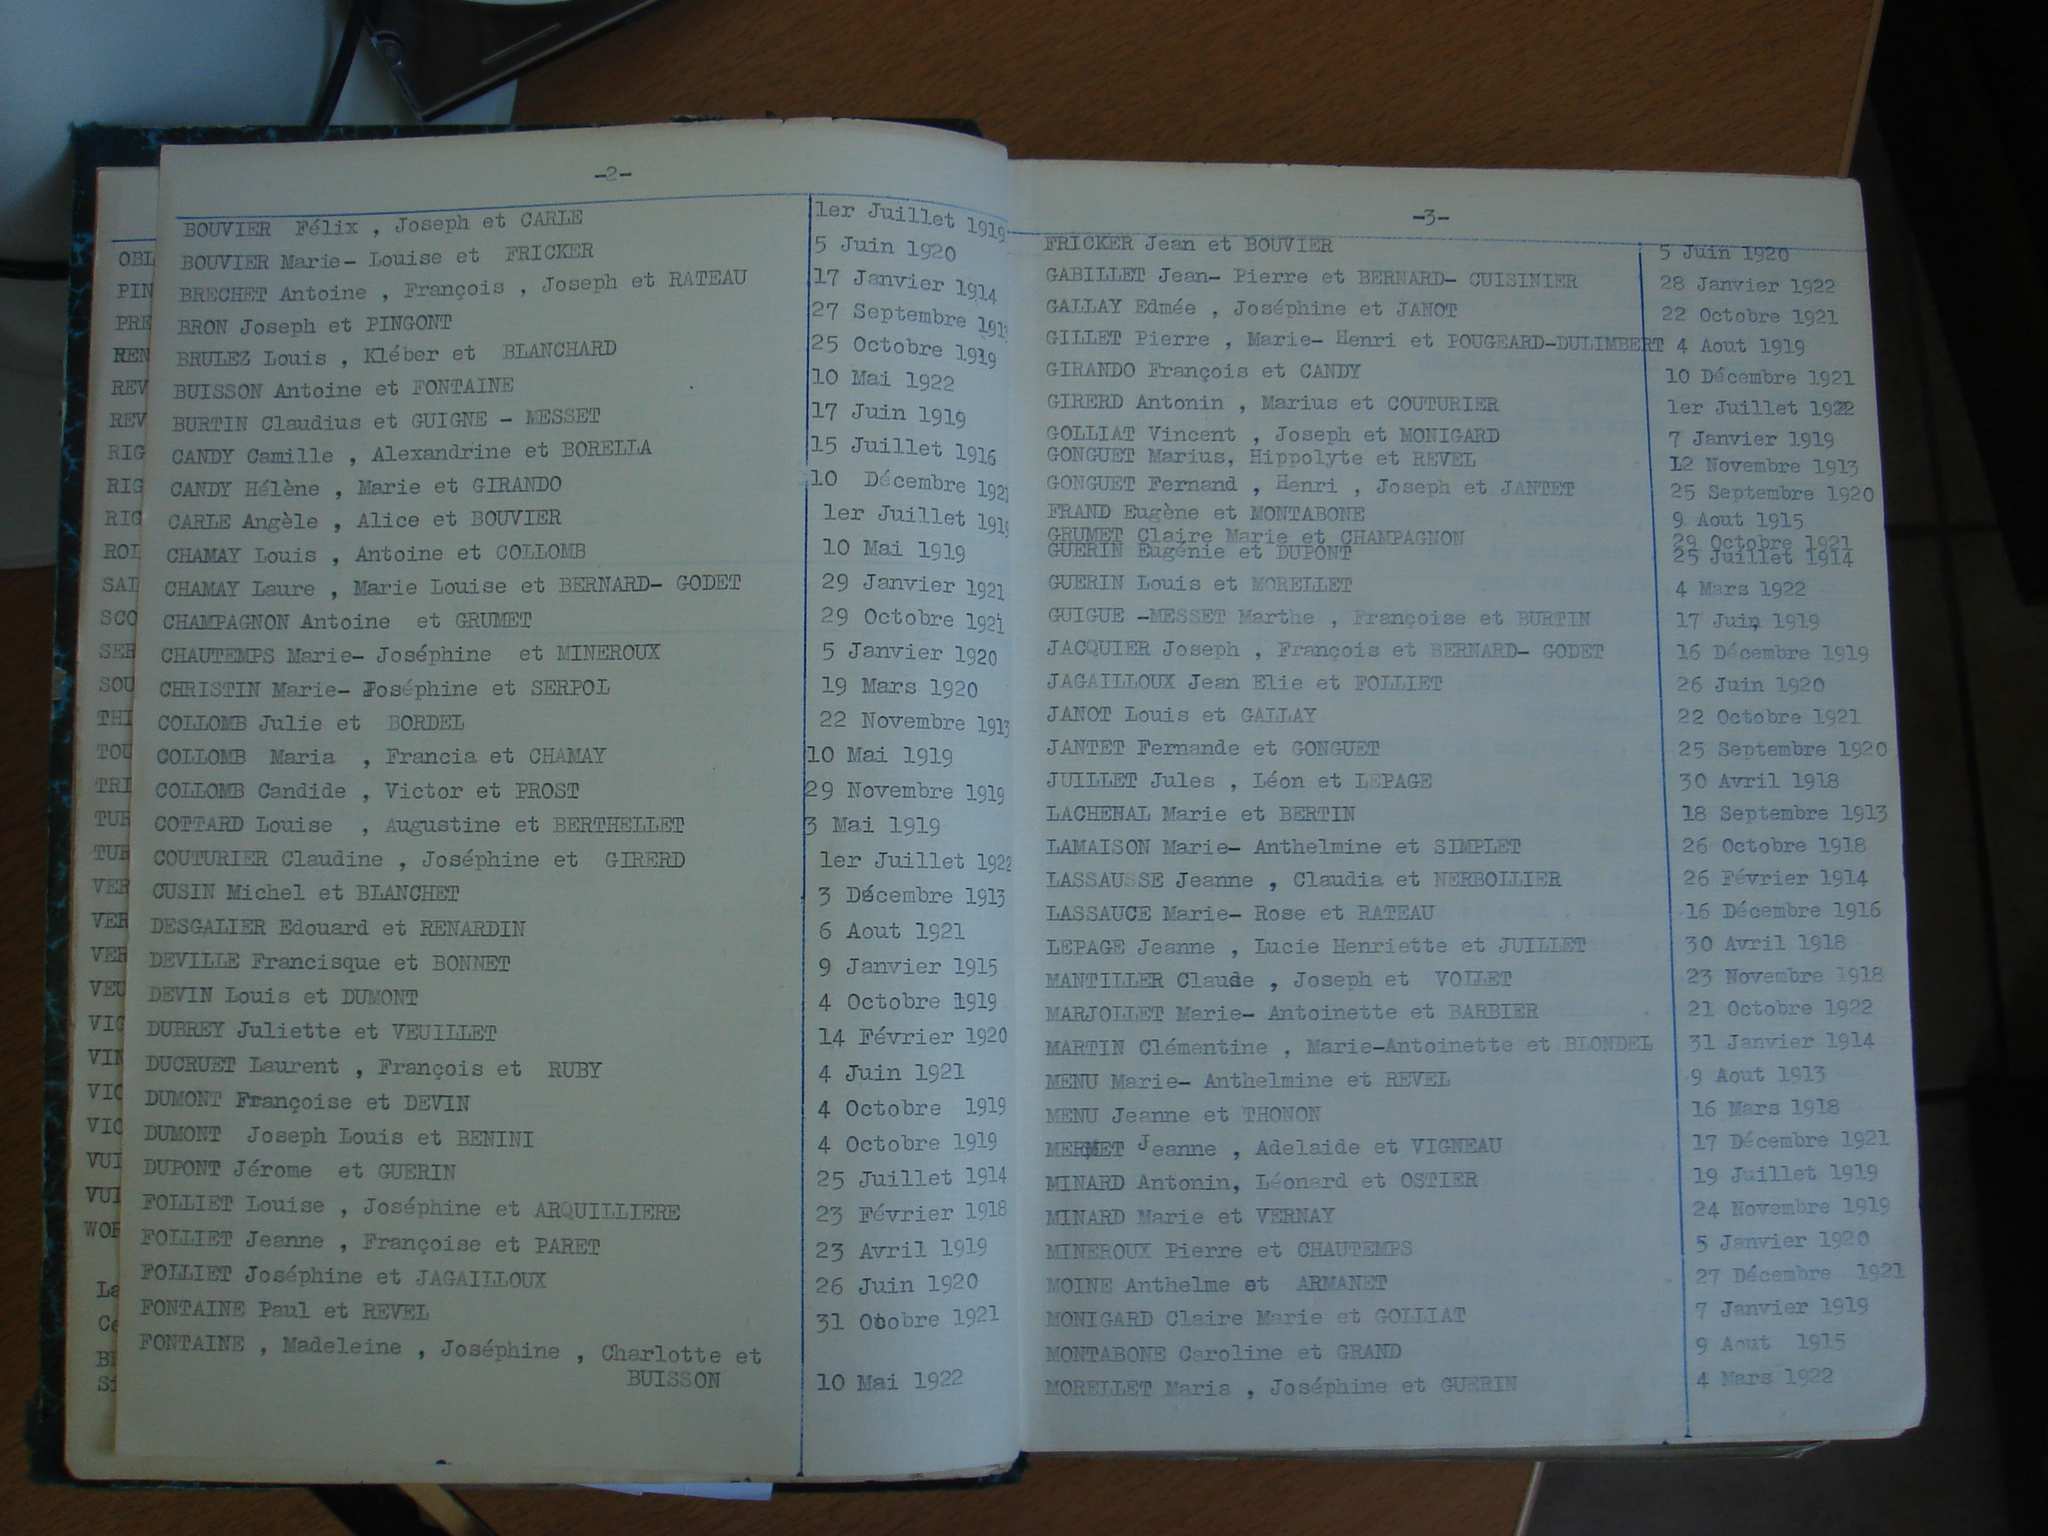 -2-
BOUVIER Félix , Joseph et CARLE 1er Juillet 1919
BOUVIER Marie- Louise et FRICKER 5 Juin 1920
BRECHET Antoine , François , Joseph et RATEAU 17 Janvier 1914
BRON Joseph et PINGONT 27 Septembre
BRULEZ Louis , Kléber et BLANCHARD 25 Octobre 1919
BUISSON Antoine et FONTAINE 10 Mai 1922
BURTIN Claudius et GUIGNE - MESSET 17 Juin 1919
CANDY Camille , Alexandrine et BORELLA 15 Juillet 1916
CANDY Hélène , Marie et GIRANDO 10 Décembre 1921
CARLE Angèle , Alice et BOUVIER 1er Juillet 1919
CHAMAY Louis , Antoine et COLLOMB 10 Mai 1919
CHAMAY Laure , Marie Louise et BERNARD- GODET 29 Janvier 1921
CHAMPAGNON Antoine et GRUMET 29 Octobre 1921
CHAUTEMPS Marie- Joséphine et MINEROUX 5 Janvier 1920
CHRISTIN Marie- Joséphine et SERPOL 19 Mars 1920
COLLOMB Julie et BORDEL 22 Novembre 1913
COLLOMB Maria , Francia et CHAMAY 10 Mai 1919
COLLOMB Candide , Victor et PROST 29 Novembre 1919
COTTARD Louise , Augustine et BERTHELLET 3 Mai 1919
COUTURIER Claudine , Joséphine et GIRERD 1er Juillet 1922
CUSIN Michel et BLANCHET 3 Décembre 1913
DESGALIER Edouard et RENARDIN 6 Aout 1921
DEVILLE Francisque et BONNET 9 Janvier 1915
DEVIN Louis et DUMONT 4 Octobre 1919
DUBREY Juliette et VEUILLET 14 Février 1920
DUCRUET Laurent , François et RUBY 4 Juin 1921
DUMONT Françoise et DEVIN 4 Octobre 1919
DUMONT Joseph Louis et BENINI 4 Octobre 1919
DUPONT Jérome et GUERIN 25 Juillet 1914
FOLLIET Louise , Joséphine et ARQUILLIERE 23 Février 1918
FOLLIET Jeanne , Françoise et PARET 23 Avril 1919
FOLLIET Joséphine et JAGAILLOUX 26 Juin 1920
FONTAINE Paul et REVEL 31 Octobre 1921
FONTAINE , Madeleine , Joséphine , Charlotte et
BUISSON 10 Mai 1922
-3-
FRICKER Jean et BOUVIER 5 Juin 1920
GABILLET Jean- Pierre et BERNARD- CUISINIER 28 Janvier 1922
GALLAY Edmée , Joséphine et JANOT 22 Octobre 1921
GILLET Pierre , Marie- Henri et POUGEARD-DULIMBERT 4 Aout 1919
GIRANDO François et CANDY 10 Décembre 1921
GIRERD Antonin , Marius et COUTURIER 1er Juillet 1922
GOLLIAT Vincent , Joseph et MONIGARD 7 Janvier 1919
GONGUET Marius, Hippolyte et REVEL 12 Novembre 1913
GONGUET Fernand , Henri , Joseph et JANTET 25 Septembre 1920
FRAND Eugène et MONTABONE 9 Aout 1915
GRUMET Claire Marie et CHAMPAGNON 29 Octobre 1921
GUERIN Eugénie et DUPONT 25 Juillet 1914
GUERIN Louis et MORELLET 4 Mars 1922
GUIGUE -MESSET Marthe , Françoise et BURTIN 17 Juin 1919
JACQUIER Joseph , François et BERNARD- GODET 16 Décembre 1919
JAGAILLOUX Jean Elie et FOLLIET 26 Juin 1920
JANOT Louis et GALLAY 22 Octobre 1921
JANTET Fernande et GONGUET 25 Septembre 1920
JUILLET Jules , Léon et LEPAGE 30 Avril 1918
LACHENAL Marie et BERTIN 18 Septembre 1913
LAMAISON Marie- Anthelmine et SIMPLET 26 Octobre 1918
LASSAUSSE Jeanne , Claudia et NERBOLLIER 26 Février 1914
LASSAUCE Marie- Rose et RATEAU 16 Décembre 1916
LEPAGE Jeanne , Lucie Henriette et JUILLET 30 Avril 1918
MANTILLER Claude , Joseph et VOLLET 23 Novembre 1918
MARJOLLET Marie- Antoinette et BARBIER 21 Octobre 1922
MARTIN Clémentine , Marie-Antoinette et BLONDEL 31 Janvier 1914
MENU Marie- Anthelmine et REVEL 9 Aout 1913
MENU Jeanne et THONON 16 Mars 1918
MERMET Jeanne , Adelaide et VIGNEAU 17 Décembre 1921
MINARD Antonin, Léonard et OSTIER 19 Juillet 1919
MINARD Marie et VERNAY 24 Novembre 1919
MINEROUX Pierre et CHAUTEMPS 5 Janvier 1920
MOINE Anthelme et ARMANET 27 Décembre 1921
MONIGARD Claire Marie et GOLLIAT 7 Janvier 1919
MONTABONE Caroline et GRAND 9 Aout 1915
MORELLET Maria , Joséphine et GUERIN 4 Mars 1922